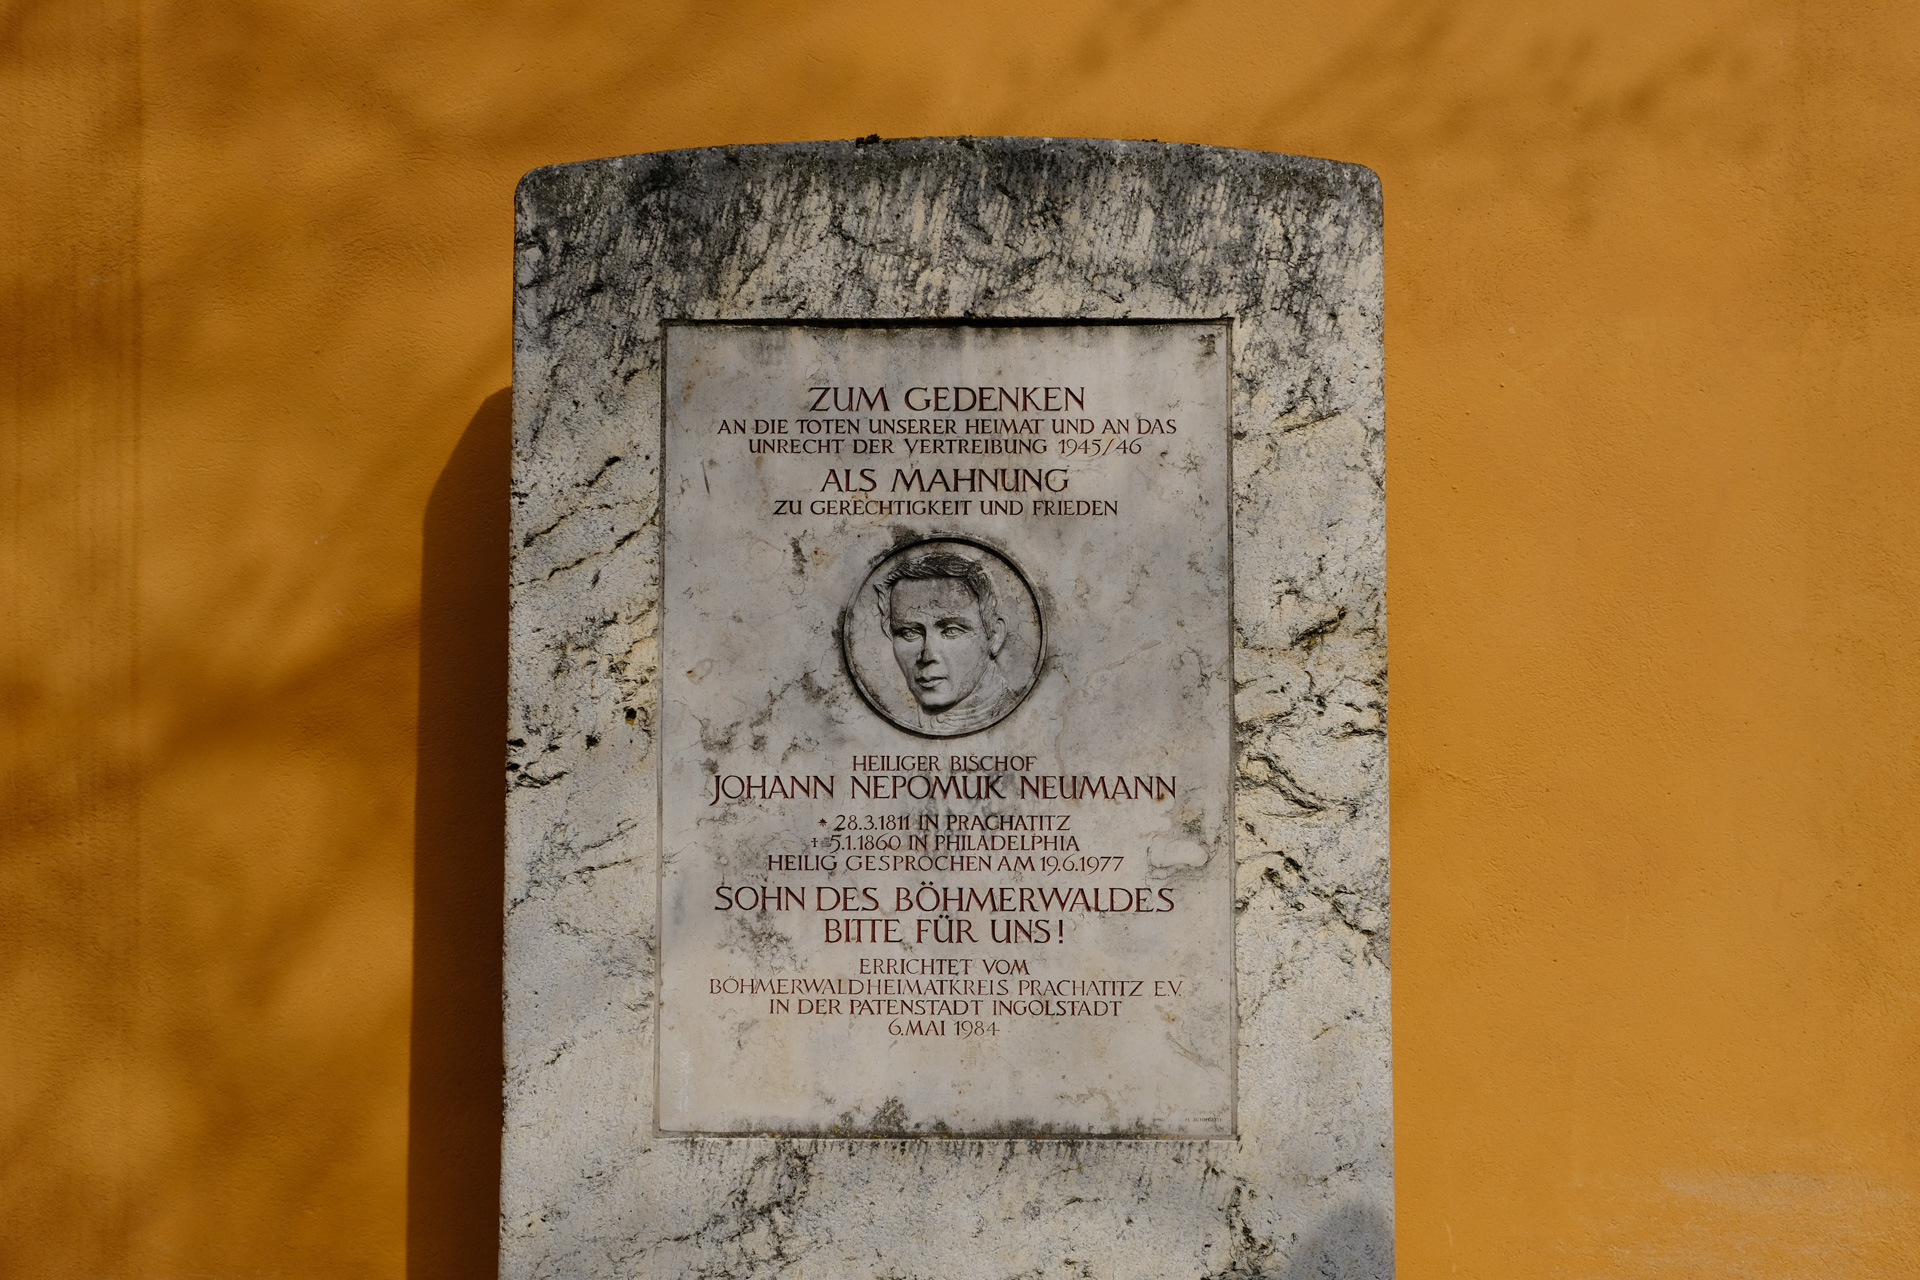 ZUM GEDENKEN
AN DIE TOTEN UNSERER HEIMAT UND AN DAS
UNRECHT DER VERTREIBUNG 1945/46
ALS MAHNUNG
ZU GERECHTIGKEIT UND FRIEDEN
HEILIGER BISCHOF
JOHANN NEPOMUK NEUMANN
* 28.3.1811 IN PRACHATITZ
† 5.1.1860 IN PHILADELPHIA
HEILIG GESPROCHEN AM 19.6.1977
SOHN DES BÖHMERWALDES
BITTE FÜR UNS!
ERRICHTET VOM
BÖHMERWALDHEIMATKREIS PRACHATITZ E.V.
IN DER PATENSTADT INGOLSTADT
6.MAI 1984